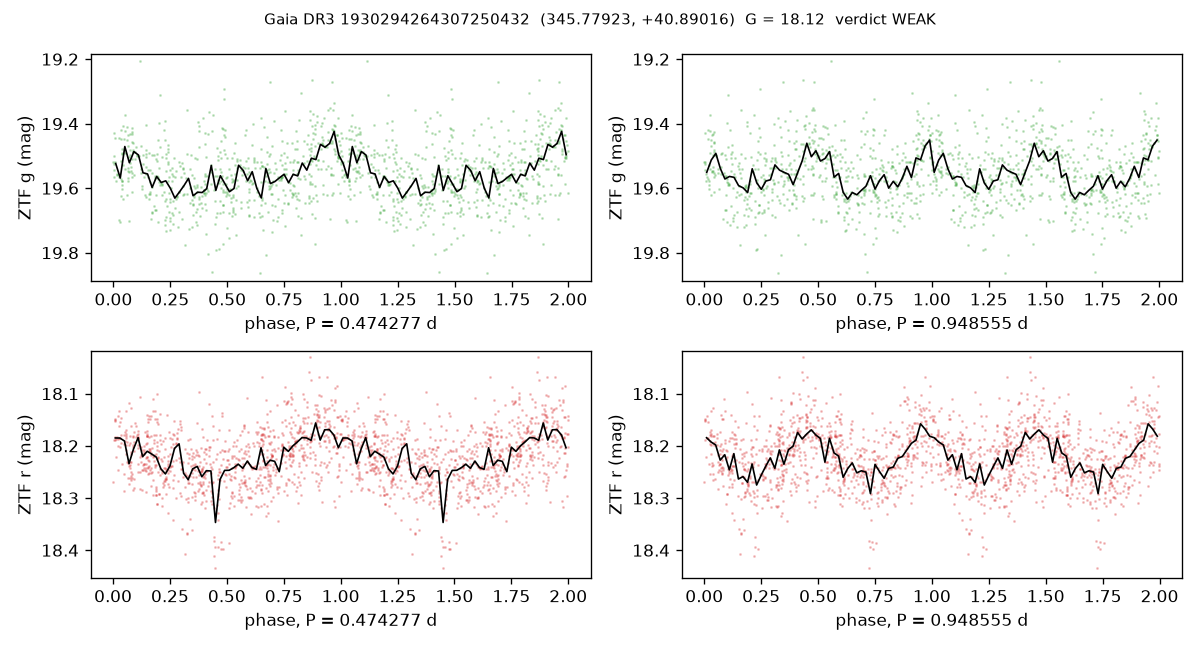 Gaia DR3 1930294264307250432 (345.77923, +40.89016) G = 18.12 verdict WEAK
ZTF g (mag)
19.2
19.4
19.6
19.8
0.00 0.25 0.50 0.75 1.00 1.25 1.50 1.75 2.00
phase, P = 0.474277 d
ZTF g (mag)
19.2
19.4
19.6
19.8
0.00 0.25 0.50 0.75 1.00 1.25 1.50 1.75 2.00
phase, P = 0.948555 d
ZTF r (mag)
18.1
18.2
18.3
18.4
0.00 0.25 0.50 0.75 1.00 1.25 1.50 1.75 2.00
phase, P = 0.474277 d
ZTF r (mag)
18.1
18.2
18.3
18.4
0.00 0.25 0.50 0.75 1.00 1.25 1.50 1.75 2.00
phase, P = 0.948555 d